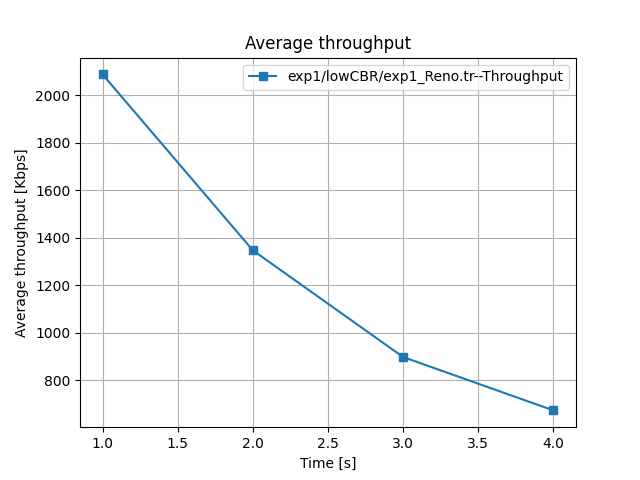 Average throughput
exp1/lowCBR/exp1_Reno.tr--Throughput
Average throughput [Kbps]
2000
1800
1600
1400
1200
1000
800
1.0 1.5 2.0 2.5 3.0 3.5 4.0
Time [s]